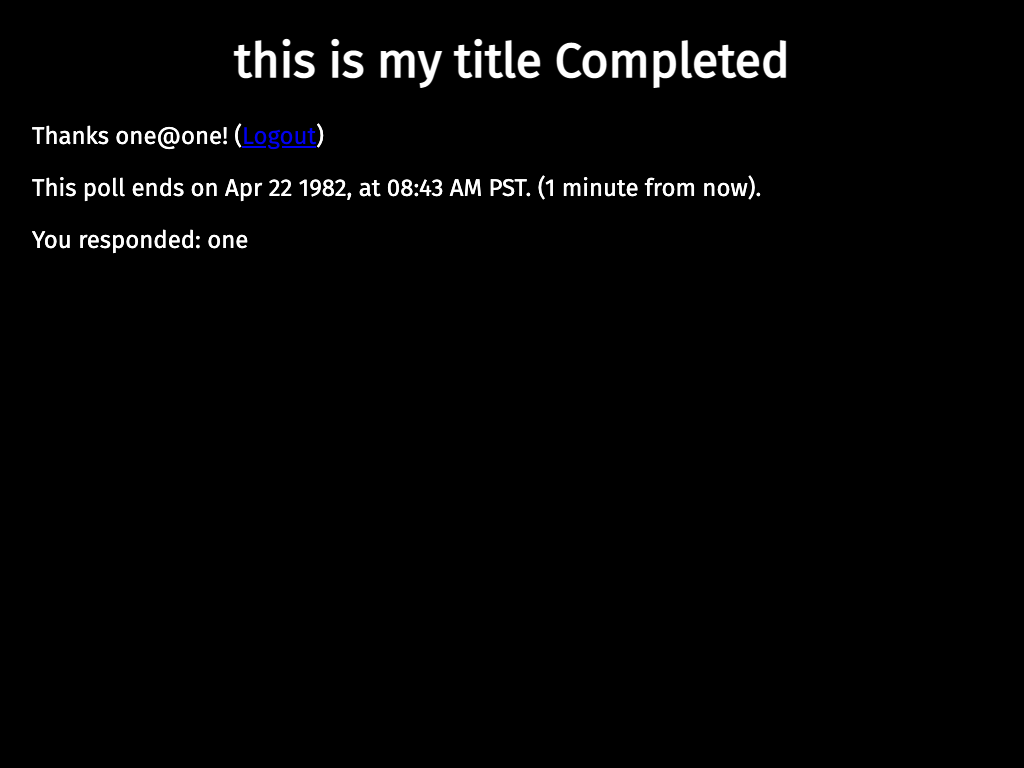 this is my title Completed
Thanks one@one! (Logout)
This poll ends on Apr 22 1982, at 08:43 AM PST. (1 minute from now).
You responded: one